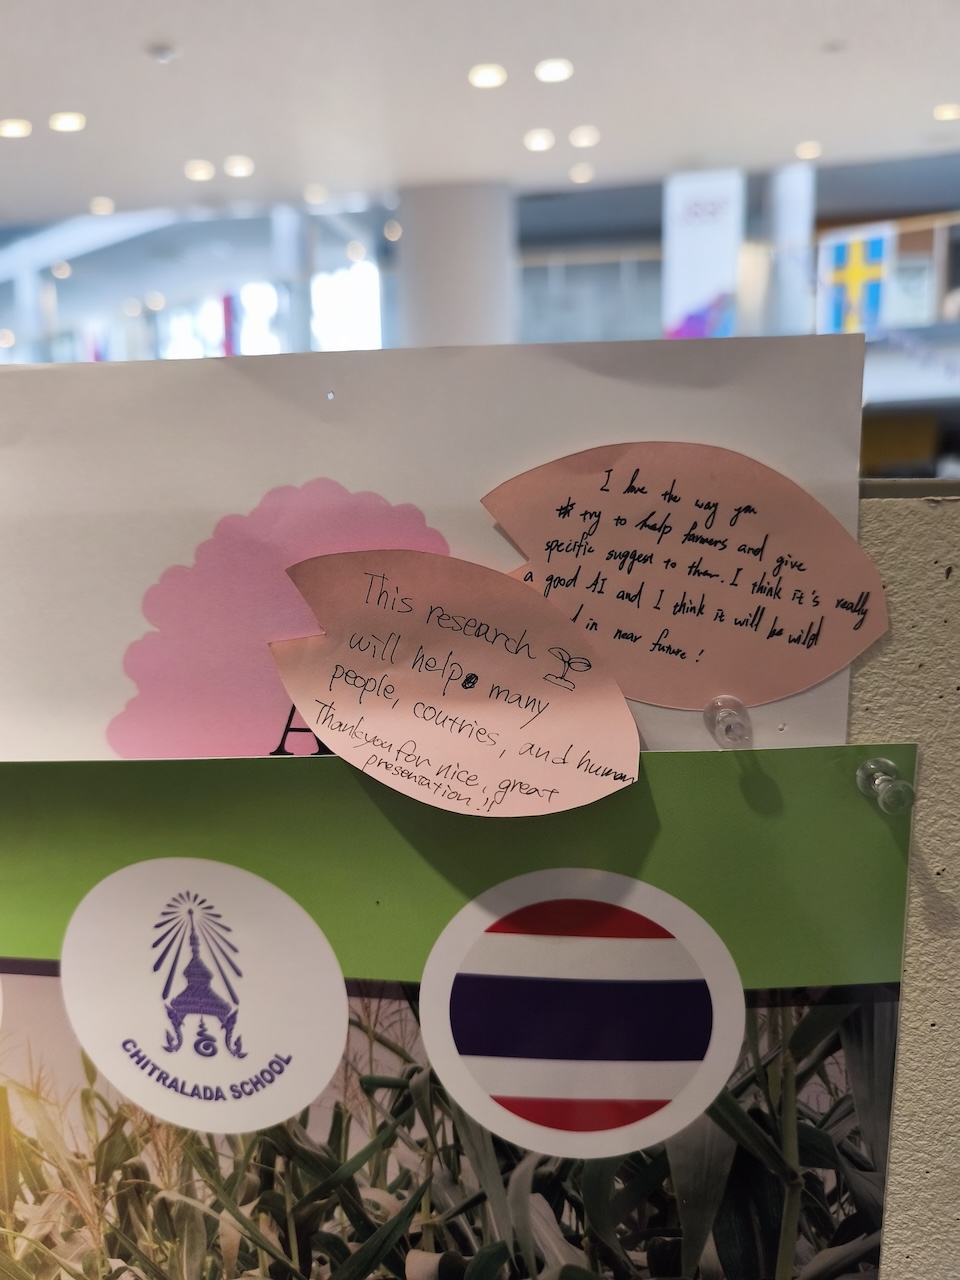 I love the way you
try to help farmers and give
specific suggest to them. I think it's really
a good AI and I think it will be wild
l in near future!
This research
will help many
people, coutries, and human
Thankyou for nice, great
presentation!!
A
CHITRALADA SCHOOL